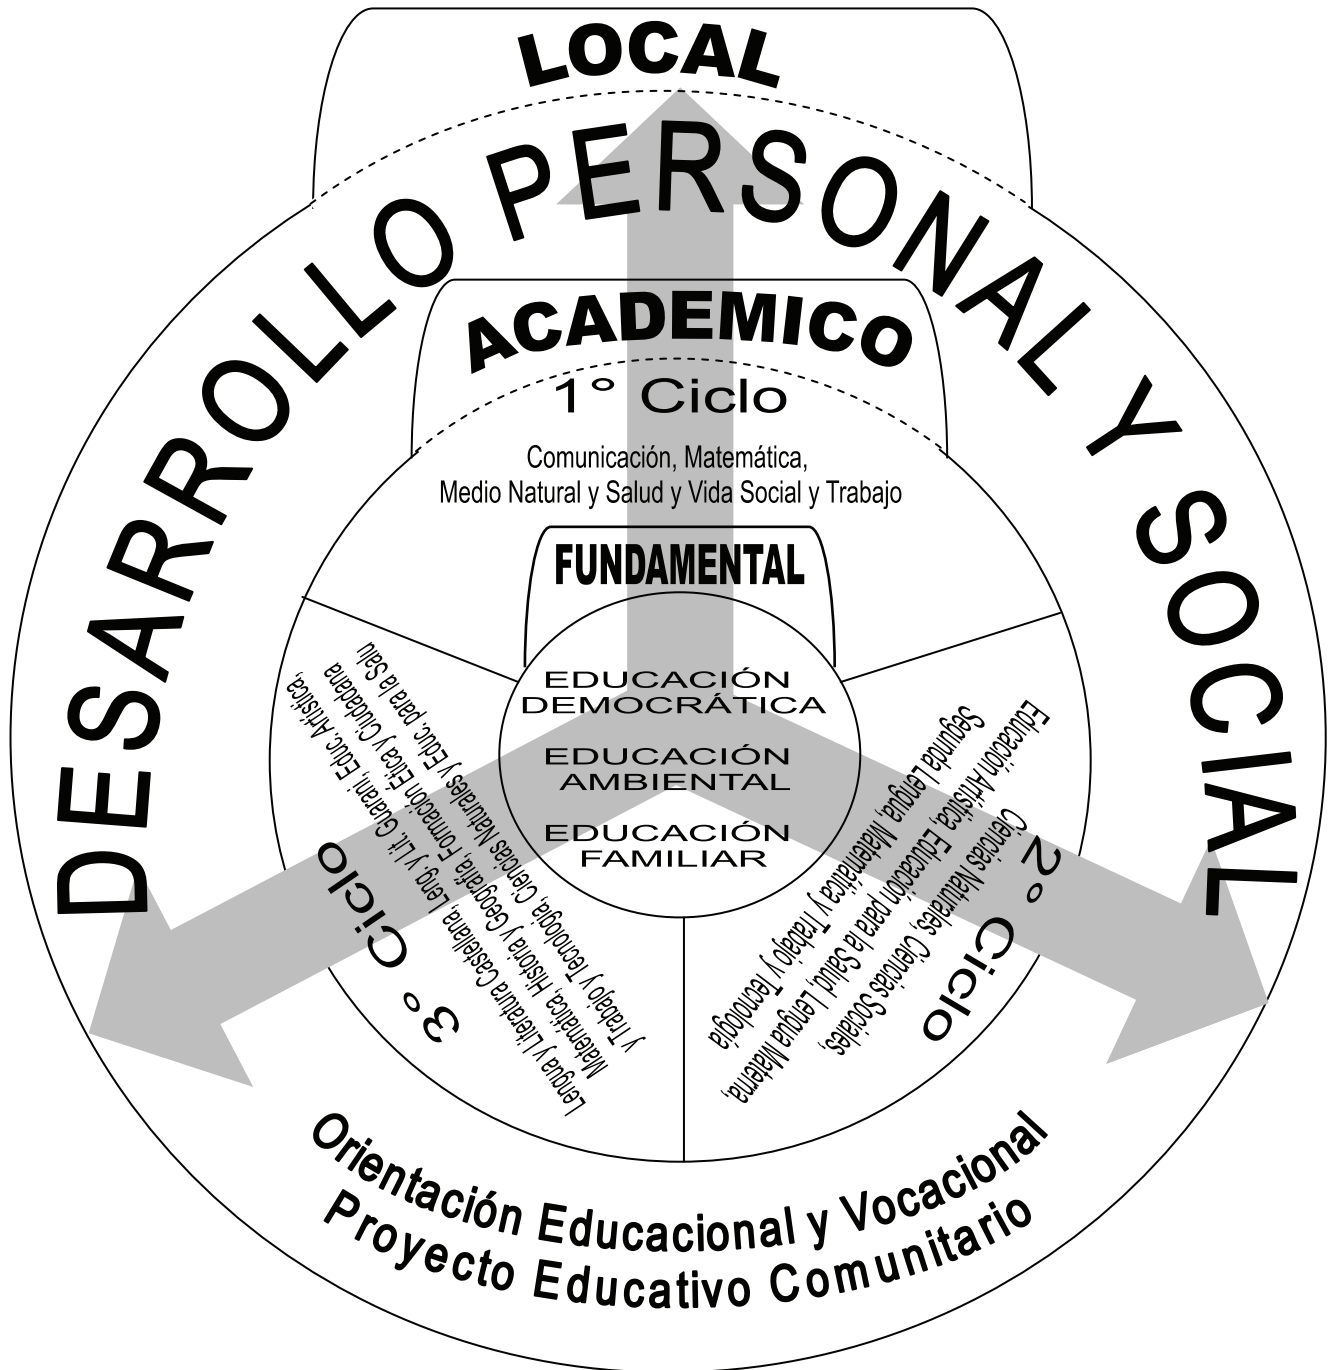 LOCAL
DESARROLLO PERSONAL Y SOCIAL
ACADEMICO
1° Ciclo
Comunicación, Matemática,
Medio Natural y Salud y Vida Social y Trabajo
FUNDAMENTAL
EDUCACIÓN
DEMOCRÁTICA
EDUCACIÓN
AMBIENTAL
EDUCACIÓN
FAMILIAR
2° Ciclo
Ciencias Naturales, Ciencias Sociales,
Educación Artística, Educación para la Salud, Lengua Materna,
Segunda Lengua, Matemática y Trabajo y Tecnología
3° Ciclo
Lengua y Literatura Castellana, Leng. y Lit. Guarani, Educ. Artística,
Matemática, Historia y Geografía, Formación Ética y Ciudadana
y Trabajo y Tecnología, Ciencias Naturales y Educ. para la Salu
Orientación Educacional y Vocacional
Proyecto Educativo Comunitario